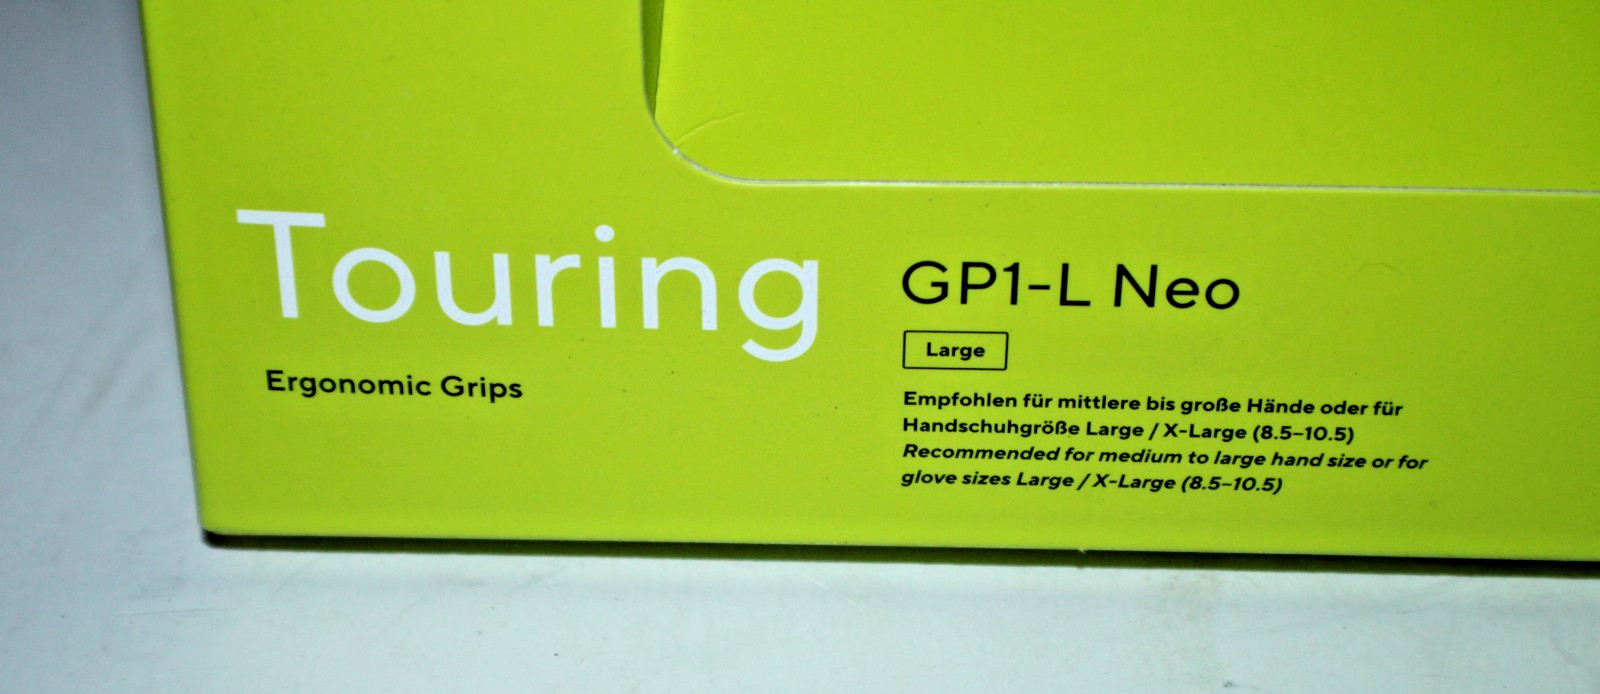 Touring
Ergonomic Grips
GP1-L Neo
Large
Empfohlen für mittlere bis große Hände oder für
Handschuhgröße Large / X-Large (8.5–10.5)
Recommended for medium to large hand size or for
glove sizes Large / X-Large (8.5–10.5)